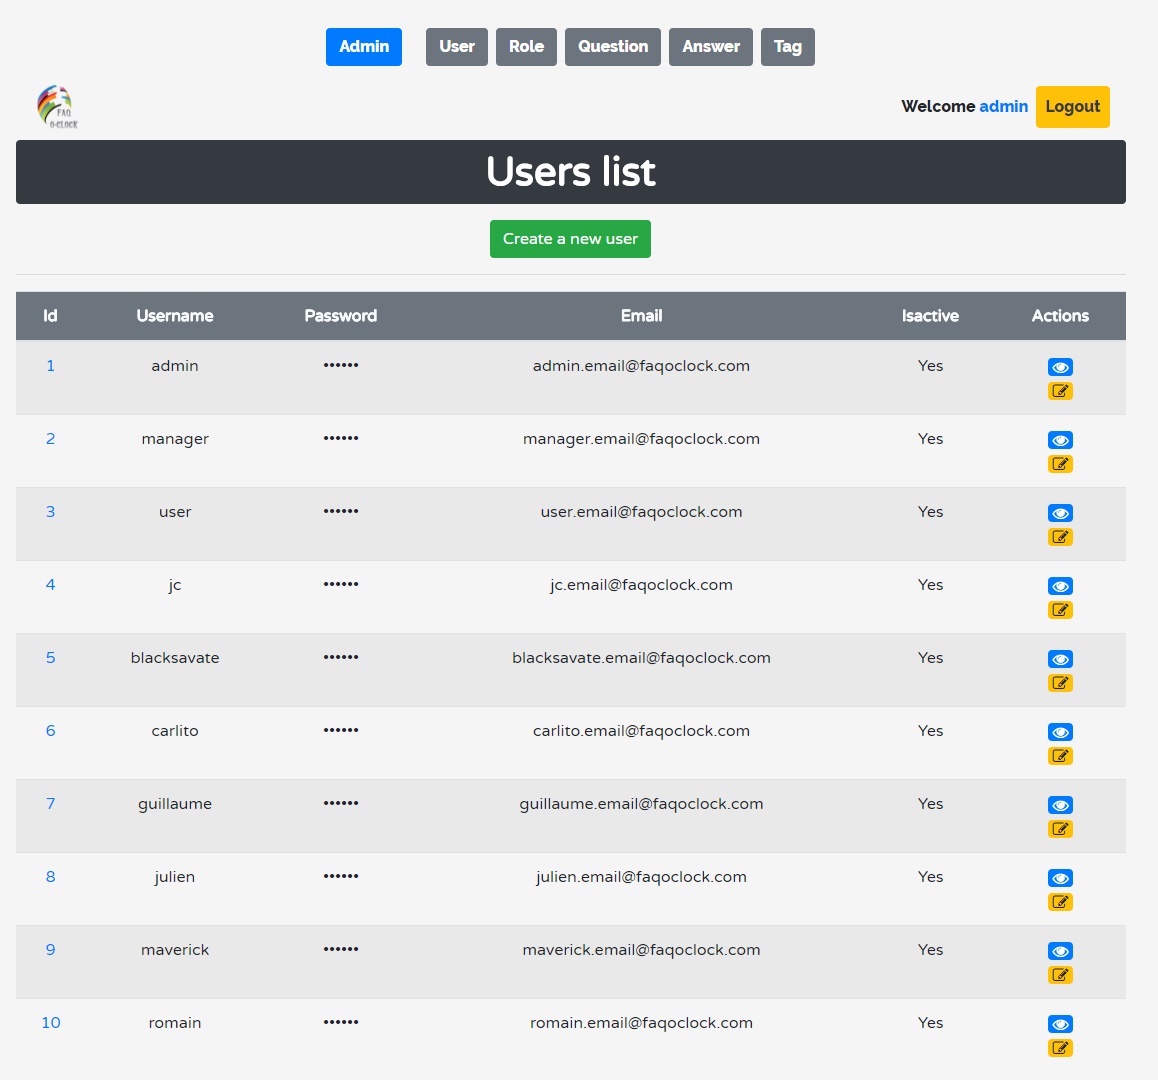 Admin User Role Question Answer Tag
FAQ
O-CLOCK
Welcome admin Logout
Users list
Create a new user
Id Username Password Email Isactive Actions
1 admin •••••• admin.email@faqoclock.com Yes
2 manager •••••• manager.email@faqoclock.com Yes
3 user •••••• user.email@faqoclock.com Yes
4 jc •••••• jc.email@faqoclock.com Yes
5 blacksavate •••••• blacksavate.email@faqoclock.com Yes
6 carlito •••••• carlito.email@faqoclock.com Yes
7 guillaume •••••• guillaume.email@faqoclock.com Yes
8 julien •••••• julien.email@faqoclock.com Yes
9 maverick •••••• maverick.email@faqoclock.com Yes
10 romain •••••• romain.email@faqoclock.com Yes